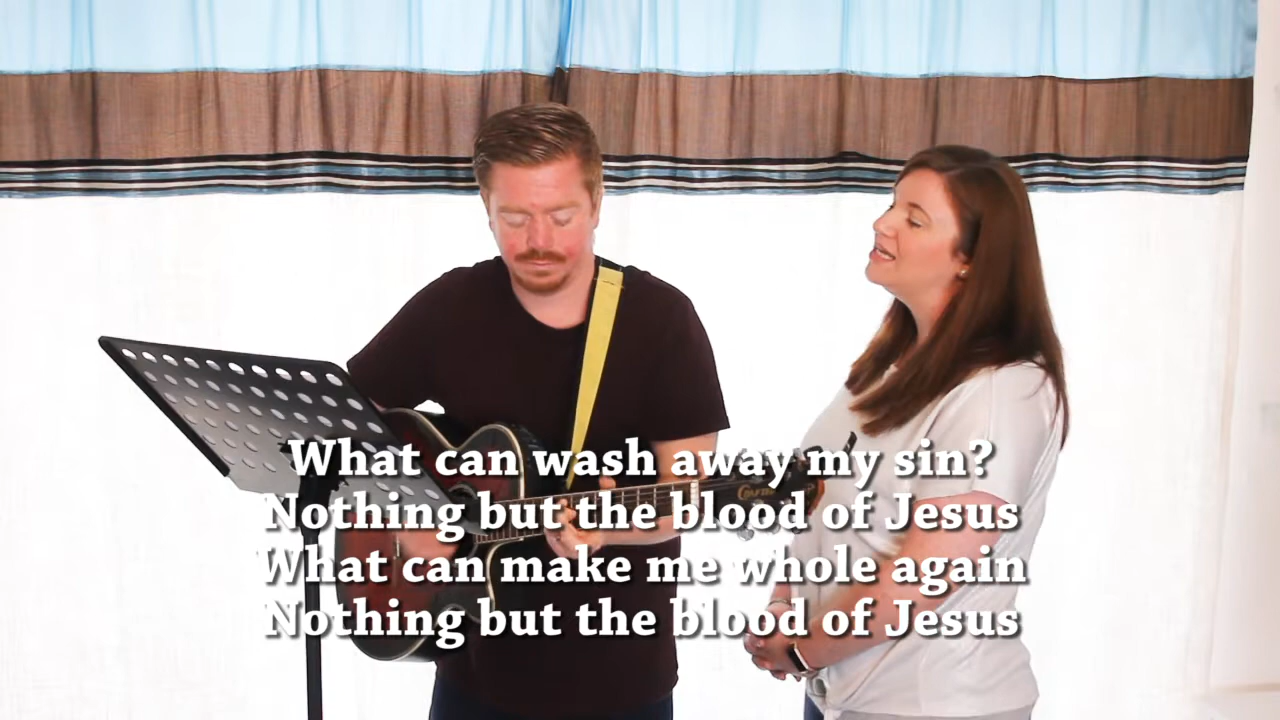 What can wash away my sin?
Nothing but the blood of Jesus
What can make me whole again
Nothing but the blood of Jesus